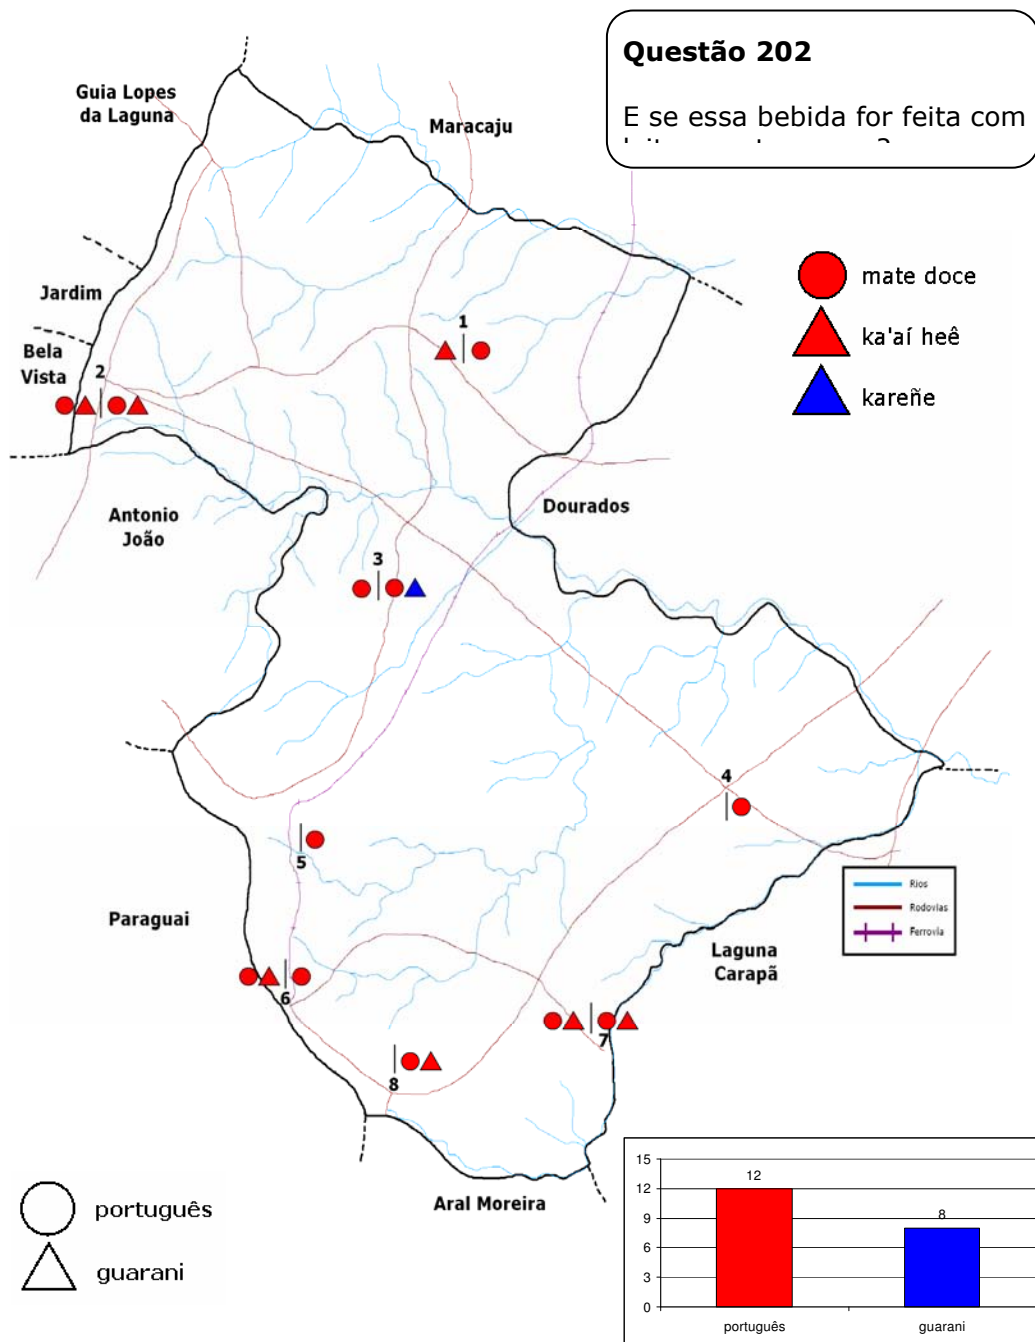 Questão 202
E se essa bebida for feita com
Guia Lopes
da Laguna
Maracaju
Jardim
Bela
Vista
mate doce
ka'aí heê
kareñe
1
2
Antonio
João
Dourados
3
4
5
Paraguai
Rios
Rodovias
Ferrovia
Laguna
Carapã
6
7
8
Aral Moreira
português
guarani
15
12
9
6
3
0
12
8
português
guarani